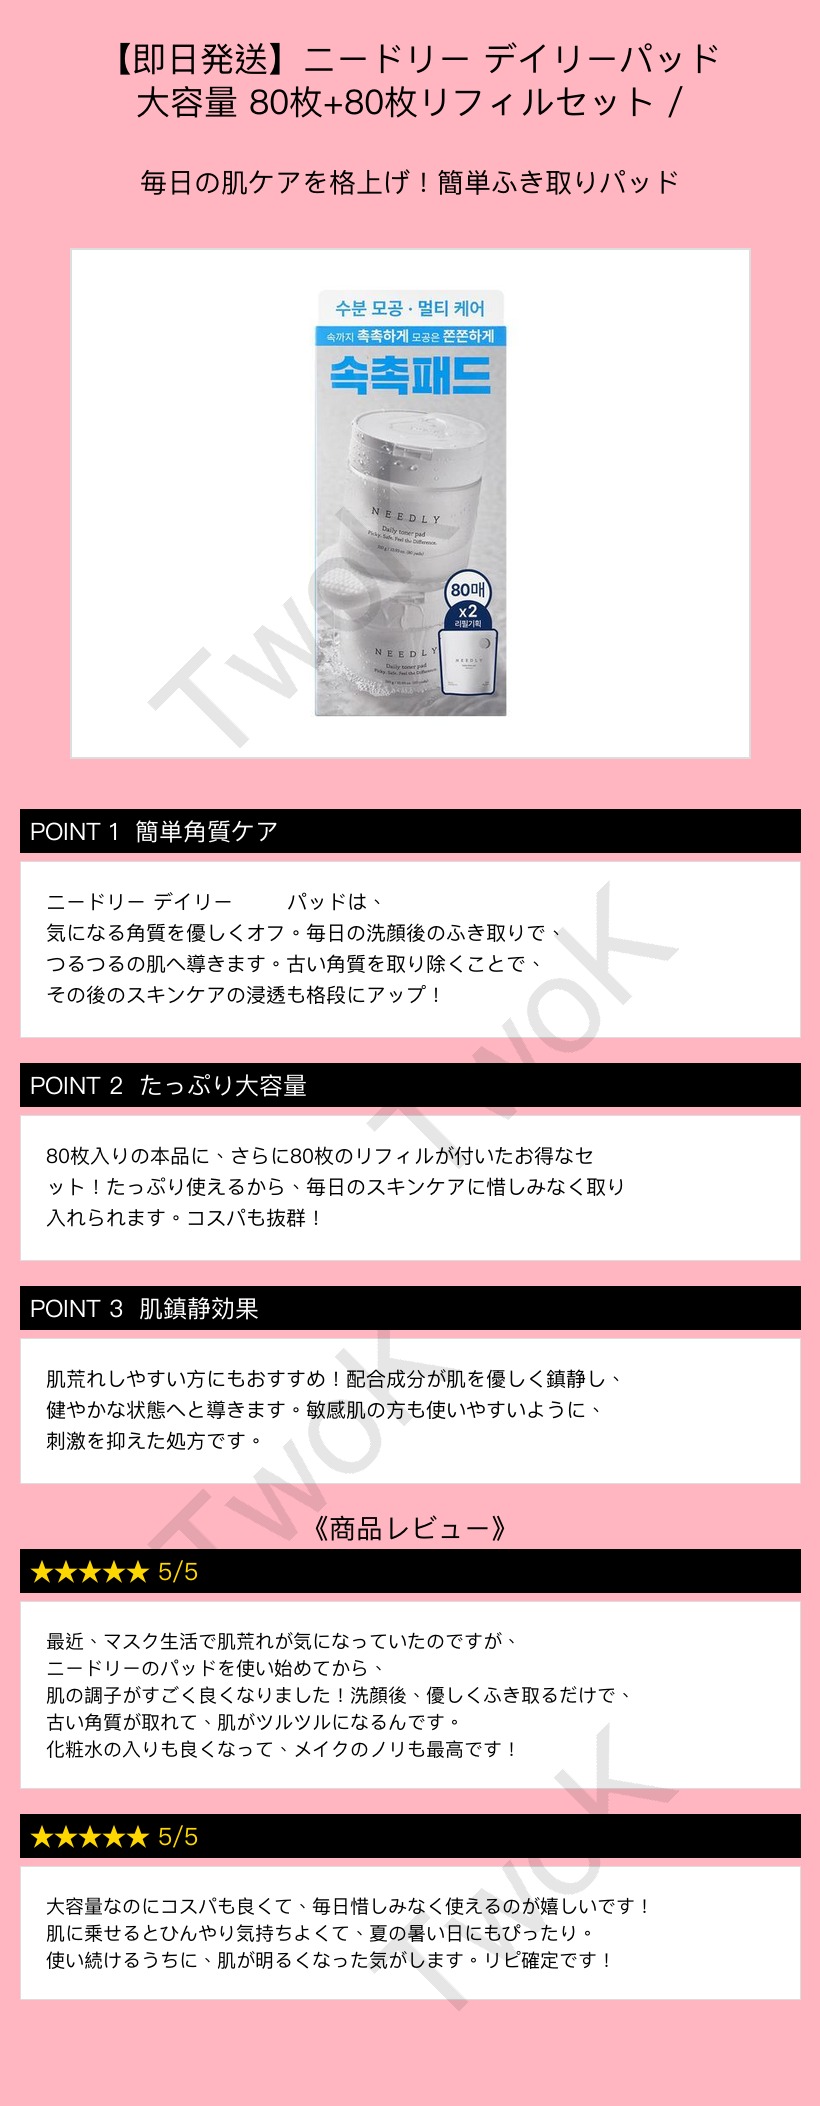 【即日発送】ニードリー デイリーパッド
大容量 80枚+80枚リフィルセット /
毎日の肌ケアを格上げ！簡単ふき取りパッド
수분 모공 · 멀티 케어
속까지 촉촉하게 모공은 쫀쫀하게
속촉패드
NEEDLY
Daily toner pad
Picky, Safe, Feel the Difference.
80매
x2
리필기획
NEEDLY
NEEDLY
Daily toner pad
Picky, Safe, Feel the Difference.
TwoK
POINT 1 簡単角質ケア
ニードリー デイリー パッドは、
気になる角質を優しくオフ。毎日の洗顔後のふき取りで、
つるつるの肌へ導きます。古い角質を取り除くことで、
その後のスキンケアの浸透も格段にアップ！
TwoK
POINT 2 たっぷり大容量
80枚入りの本品に、さらに80枚のリフィルが付いたお得なセ
ット！たっぷり使えるから、毎日のスキンケアに惜しみなく取り
入れられます。コスパも抜群！
POINT 3 肌鎮静効果
肌荒れしやすい方にもおすすめ！配合成分が肌を優しく鎮静し、
健やかな状態へと導きます。敏感肌の方も使いやすいように、
刺激を抑えた処方です。
TwoK
《商品レビュー》
★★★★★ 5/5
最近、マスク生活で肌荒れが気になっていたのですが、
ニードリーのパッドを使い始めてから、
肌の調子がすごく良くなりました！洗顔後、優しくふき取るだけで、
古い角質が取れて、肌がツルツルになるんです。
化粧水の入りも良くなって、メイクのノリも最高です！
★★★★★ 5/5
大容量なのにコスパも良くて、毎日惜しみなく使えるのが嬉しいです！
肌に乗せるとひんやり気持ちよくて、夏の暑い日にもぴったり。
使い続けるうちに、肌が明るくなった気がします。リピ確定です！
TwoK